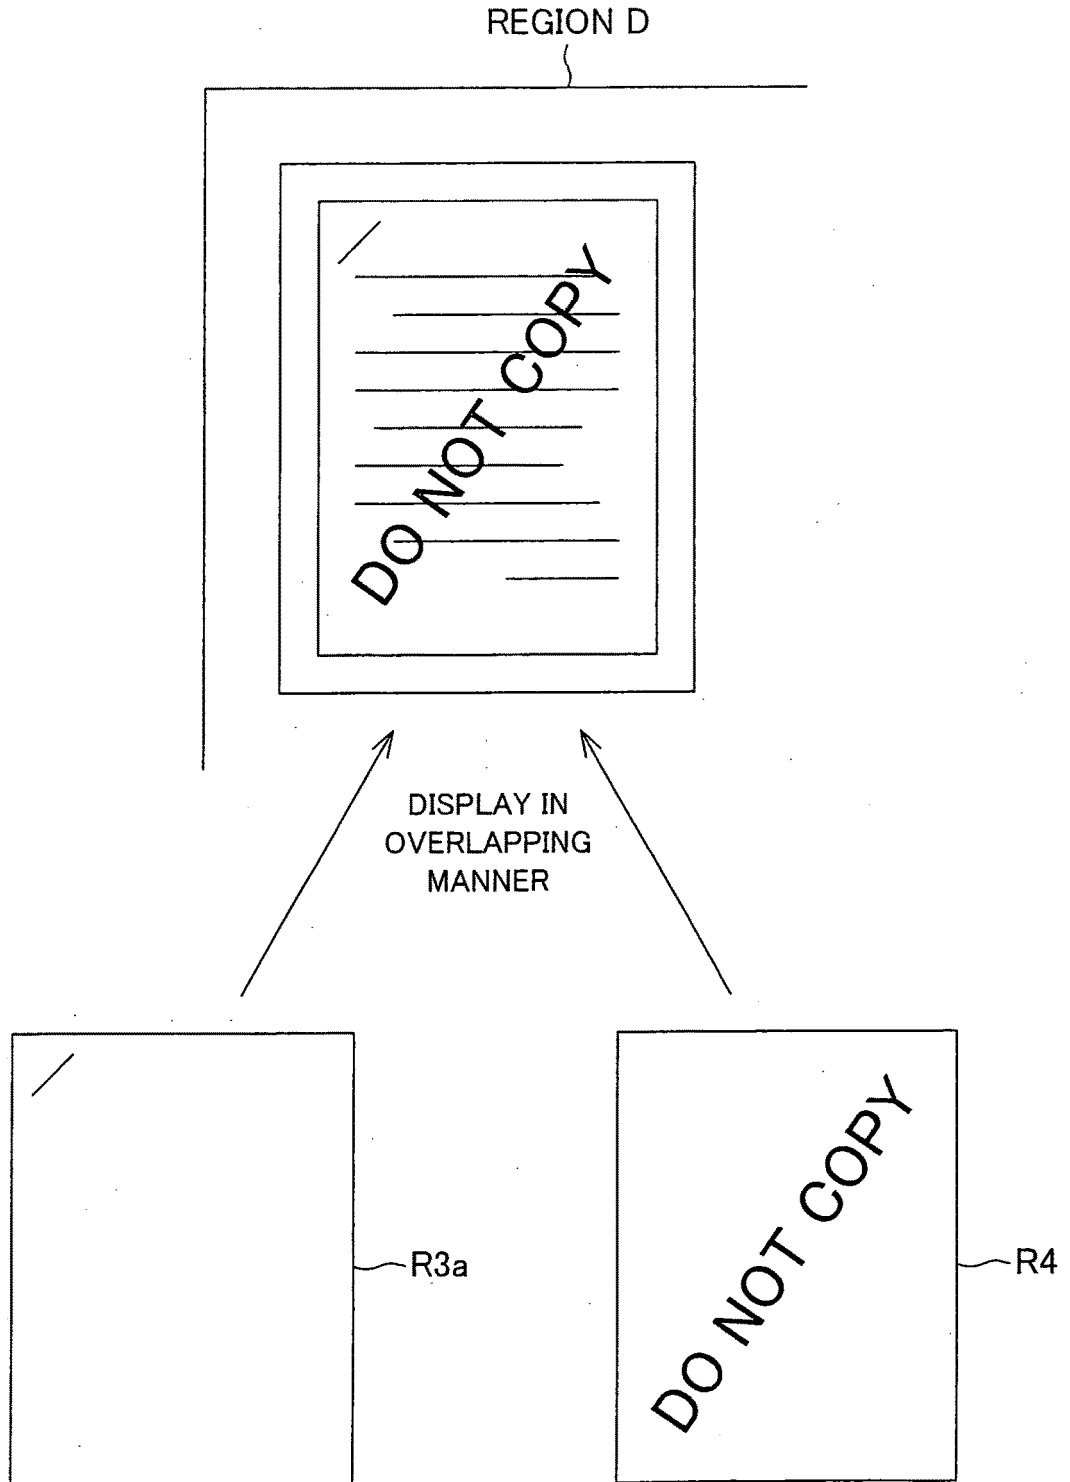 REGION D
DO NOT COPY
DISPLAY IN
OVERLAPPING
MANNER
R3a
DO NOT COPY
R4